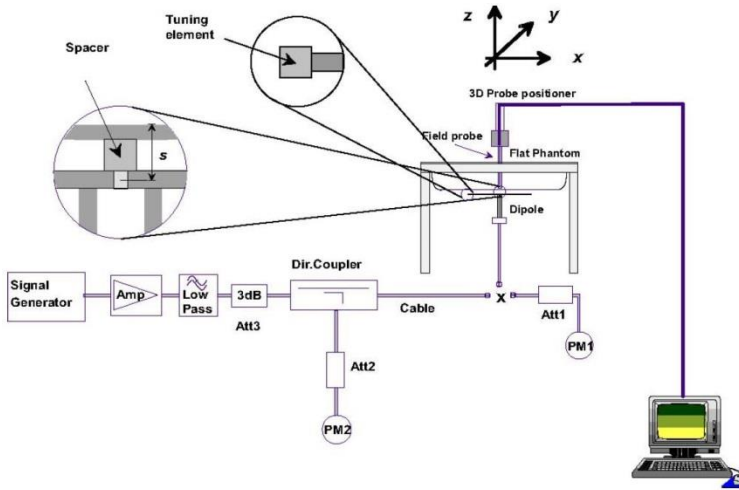 Tuning
element
Spacer
s
z
y
x
3D Probe positioner
Field probe
Flat Phantom
Dipole
Dir.Coupler
Signal
Generator
Amp
Low
Pass
3dB
Att3
Cable
x
Att1
PM1
Att2
PM2